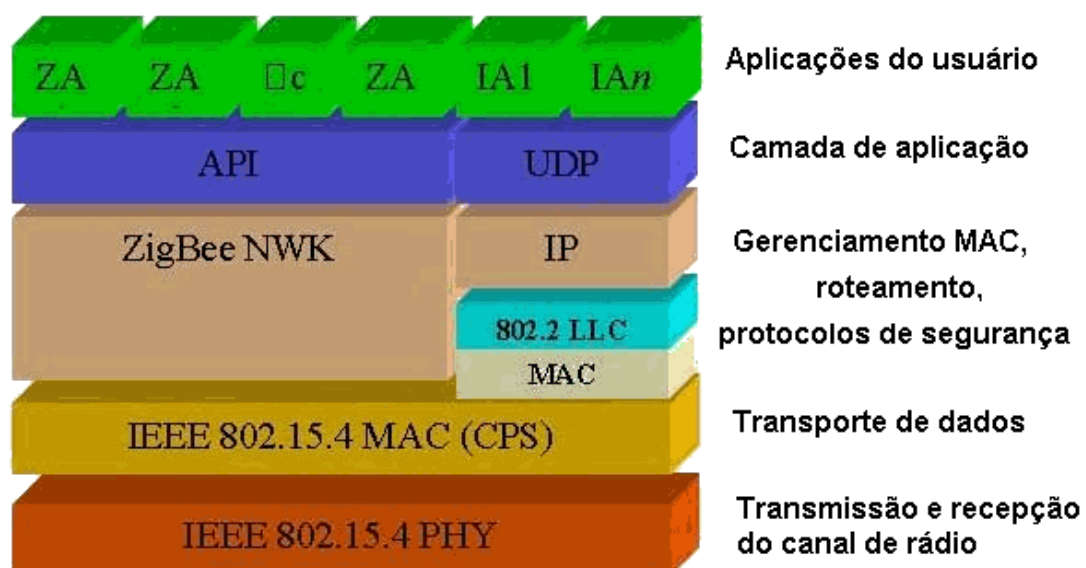 ZA ZA □c ZA IA1 IAn
Aplicações do usuário
API UDP
Camada de aplicação
ZigBee NWK IP
802.2 LLC
MAC
Gerenciamento MAC,
roteamento,
protocolos de segurança
IEEE 802.15.4 MAC (CPS)
Transporte de dados
IEEE 802.15.4 PHY
Transmissão e recepção
do canal de rádio